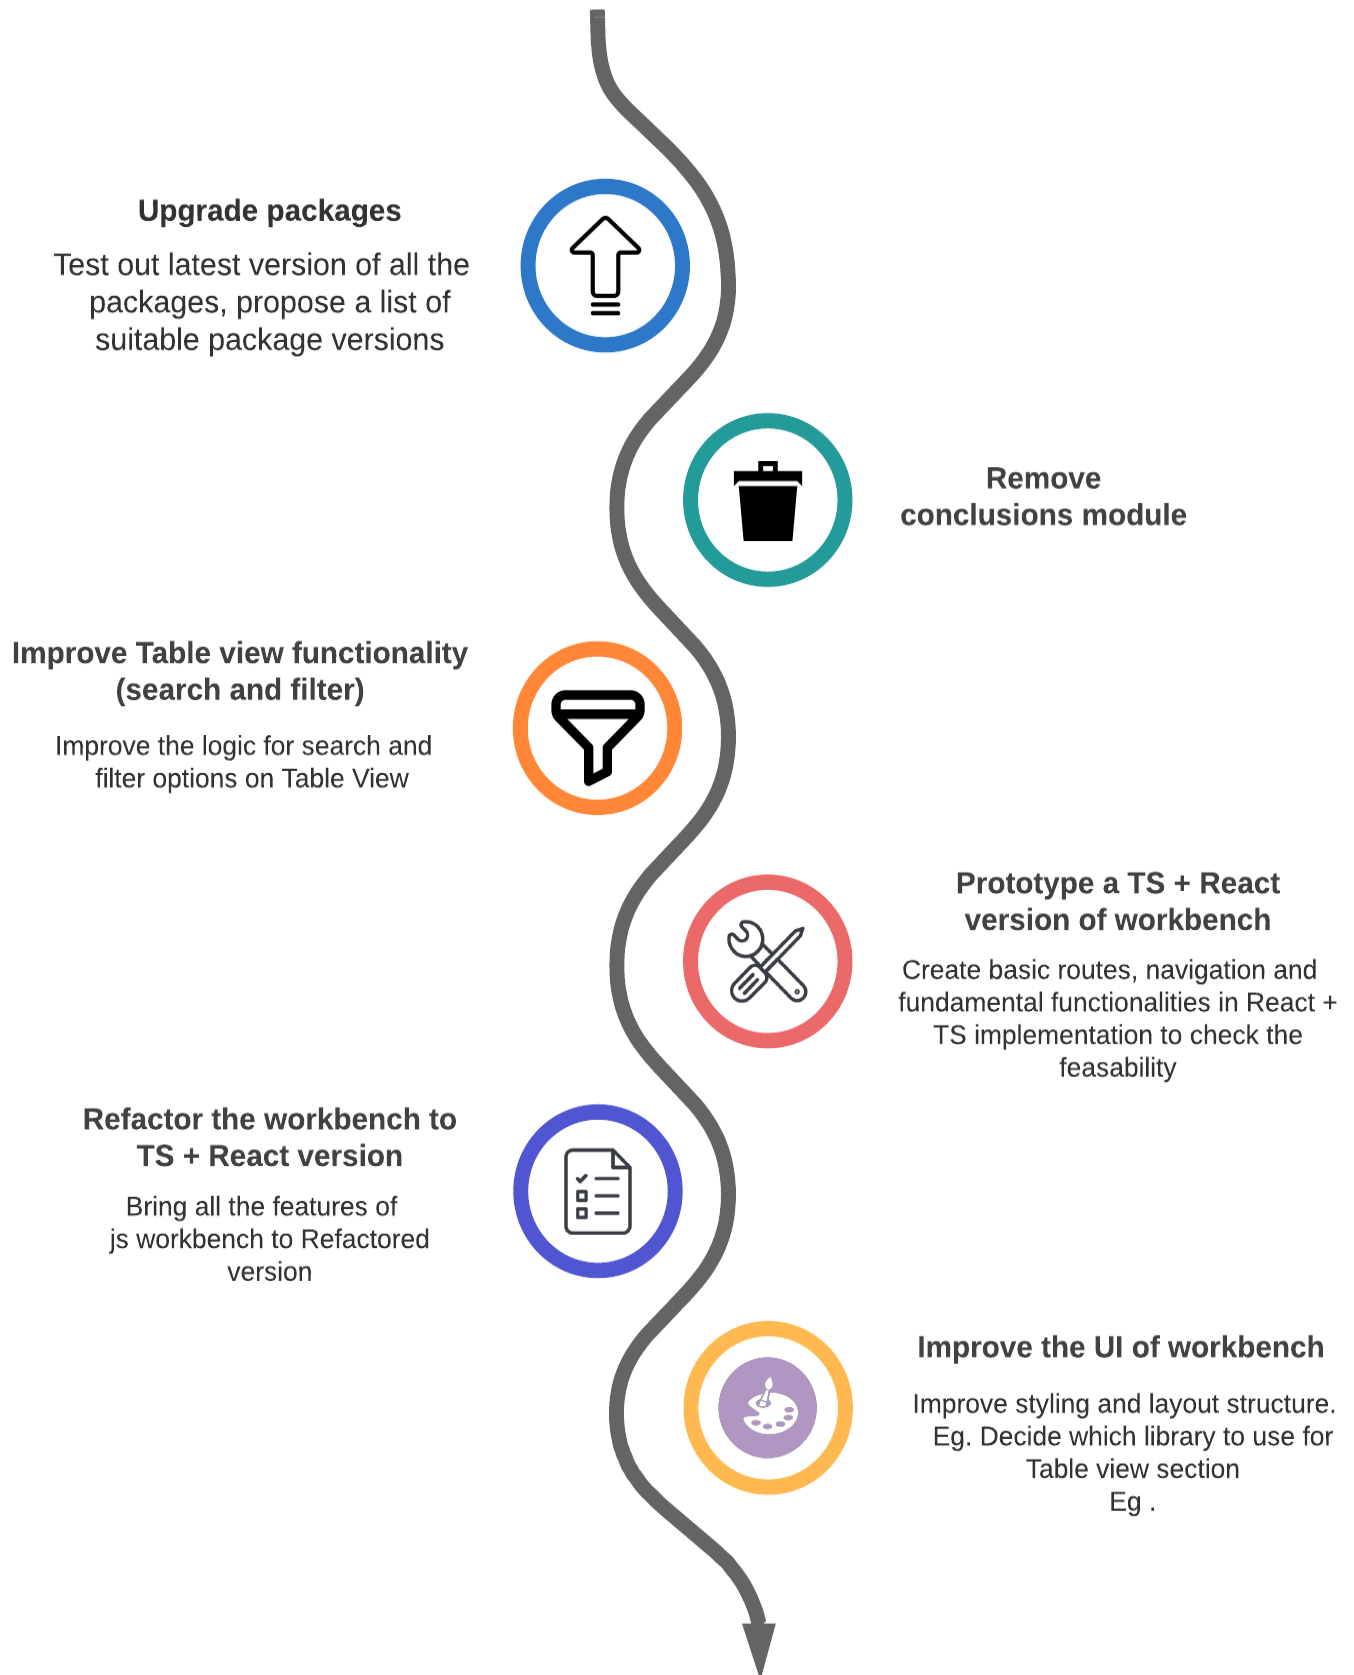 Upgrade packages
Test out latest version of all the
packages, propose a list of
suitable package versions
Remove
conclusions module
Improve Table view functionality
(search and filter)
Improve the logic for search and
filter options on Table View
Prototype a TS + React
version of workbench
Create basic routes, navigation and
fundamental functionalities in React +
TS implementation to check the
feasability
Refactor the workbench to
TS + React version
Bring all the features of
js workbench to Refactored
version
Improve the UI of workbench
Improve styling and layout structure.
Eg. Decide which library to use for
Table view section
Eg .